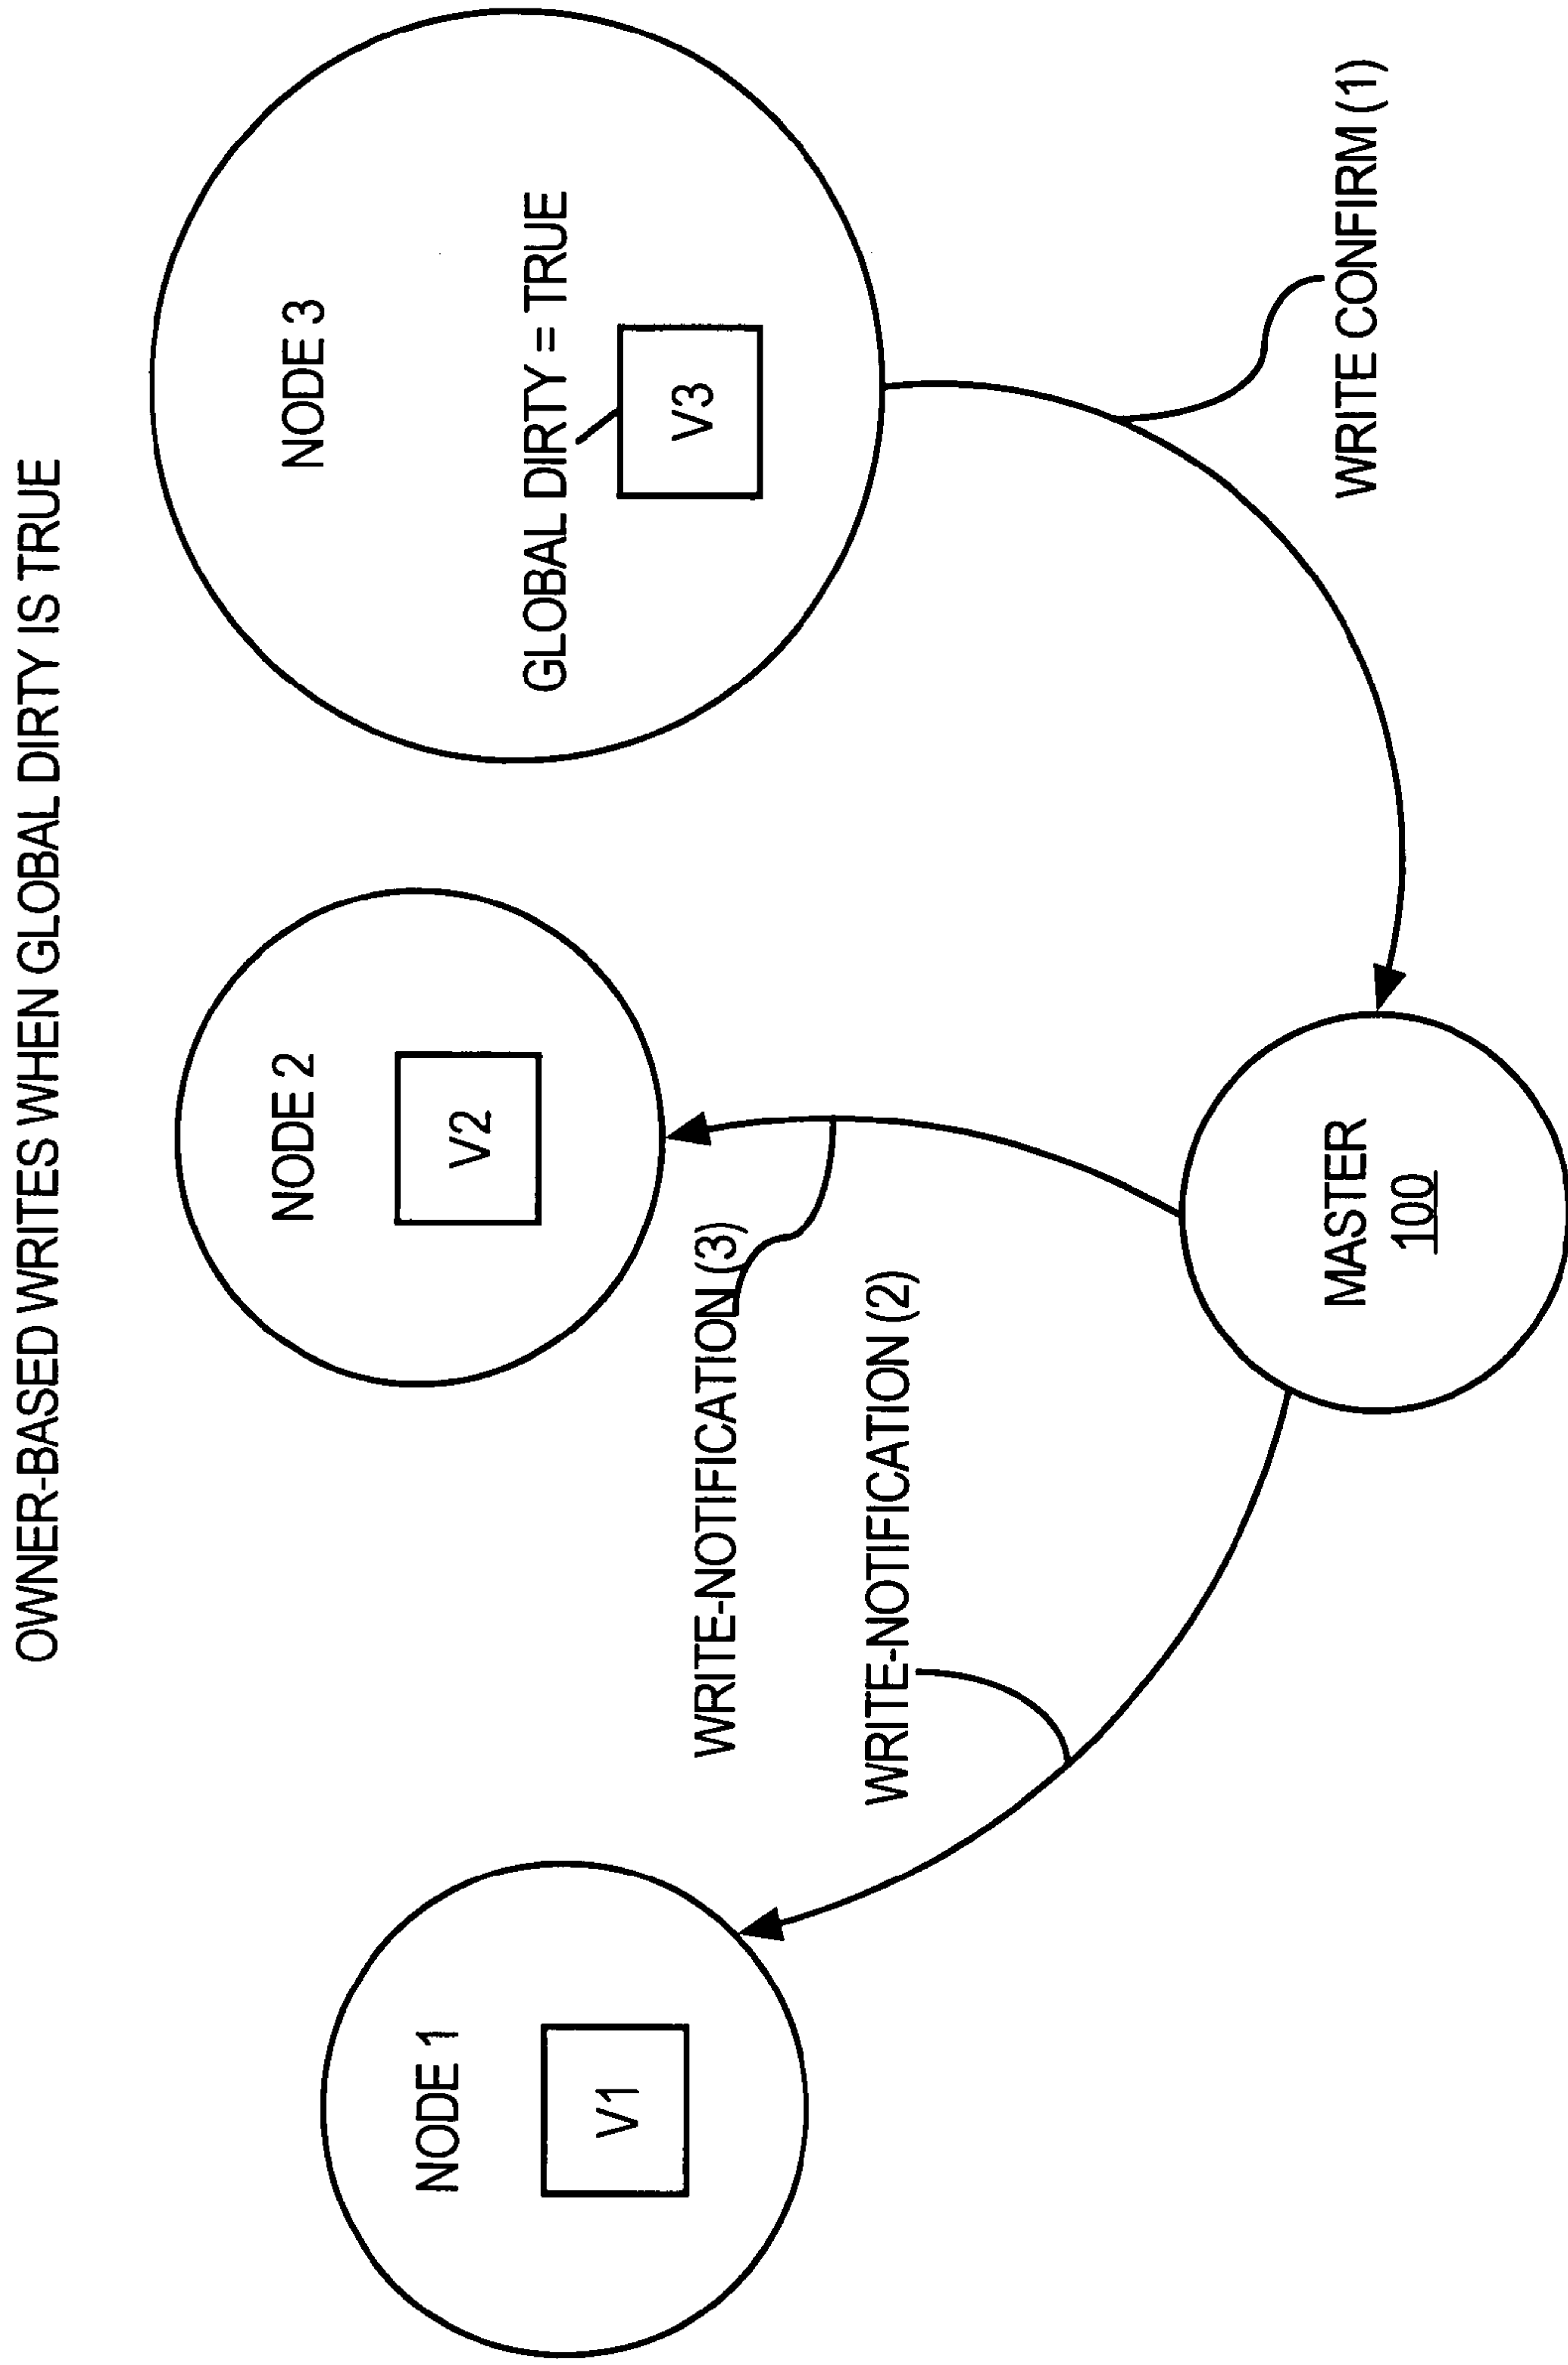 OWNER-BASED WRITES WHEN GLOBAL DIRTY IS TRUE
NODE 1
V1
NODE 2
V2
NODE 3
GLOBAL DIRTY = TRUE
V3
WRITE-NOTIFICATION (3)
WRITE-NOTIFICATION (2)
MASTER
100
WRITE CONFIRM (1)